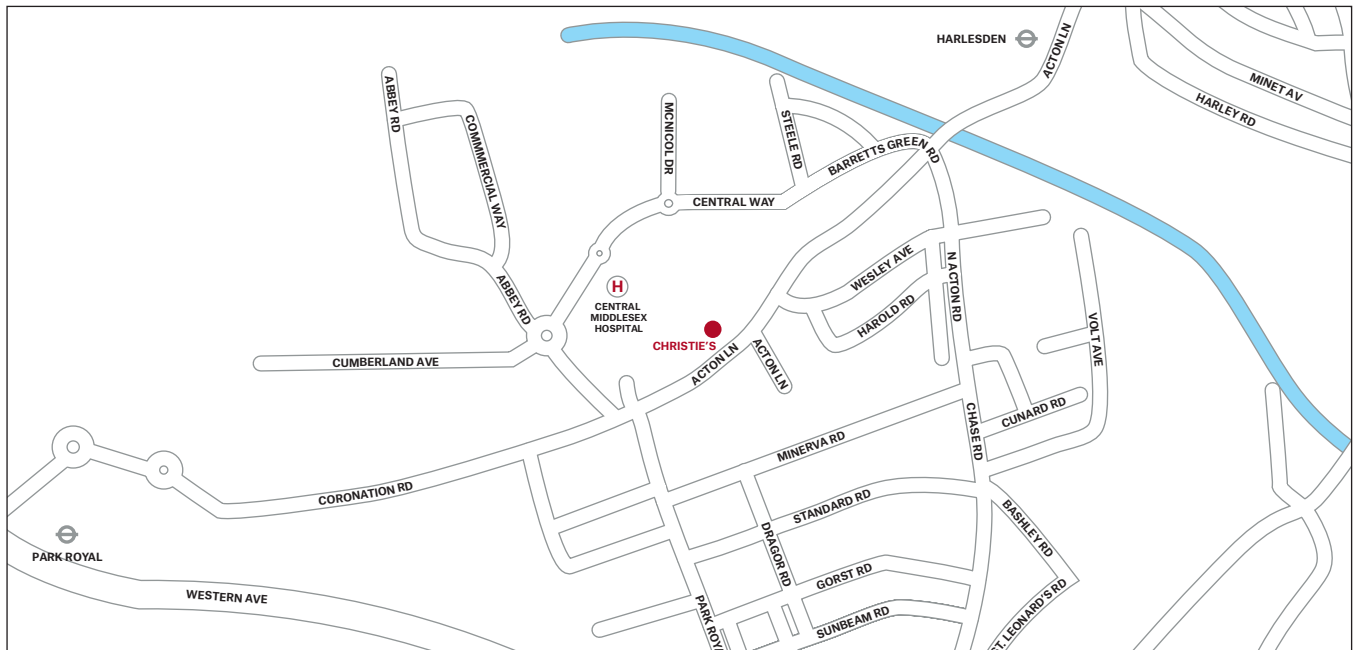 HARLESDEN
ACTON LN
MINET AV
HARLEY RD
ABBEY RD
COMMMERCIAL WAY
MCNICOL DR
STEELE RD
BARRETTS GREEN RD
CENTRAL WAY
WESLEY AVE
N ACTON RD
HAROLD RD
ABBEY RD
H
CENTRAL
MIDDLESEX
HOSPITAL
CHRISTIE'S
ACTON LN
ACTON LN
VOLT AVE
CUMBERLAND AVE
CUNARD RD
CHASE RD
MINERVA RD
CORONATION RD
STANDARD RD
BASHLEY RD
DRAGOR RD
PARK ROYAL
GORST RD
WESTERN AVE
PARK ROYA
SUNBEAM RD
ST. LEONARD'S RD